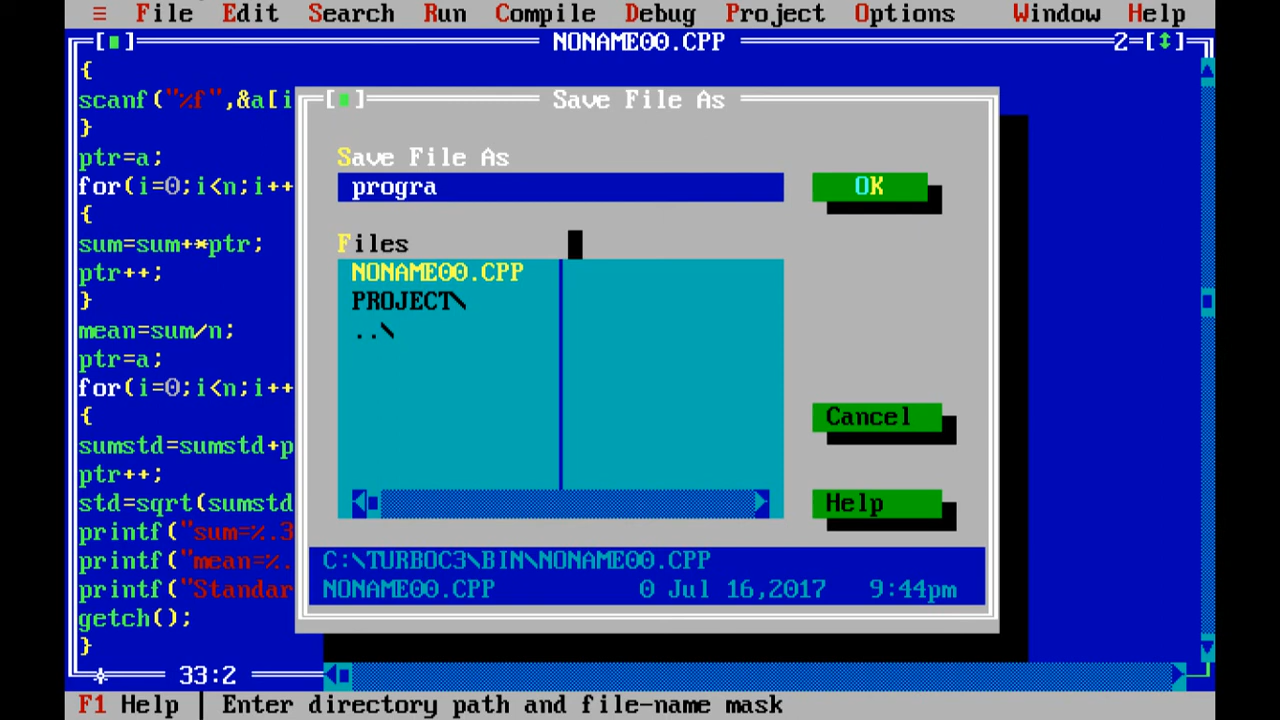 ≡ File Edit Search Run Compile Debug Project Options Window Help
[■] NONAME00.CPP 2=[↕]
{
scanf("%f",&a[i
}
ptr=a;
for(i=0;i<n;i++
{
sum=sum+*ptr;
ptr++;
}
mean=sum/n;
ptr=a;
for(i=0;i<n;i++
{
sumstd=sumstd+p
ptr++;
std=sqrt(sumstd
printf("sum=%.3
printf("mean=%.
printf("Standar
getch();
}
33:2
[■] Save File As
Save File As
progra
OK
Files
NONAME00.CPP
PROJECT\
..\
Cancel
Help
C:\TURBOC3\BIN\NONAME00.CPP
NONAME00.CPP 0 Jul 16,2017 9:44pm
F1 Help │ Enter directory path and file-name mask